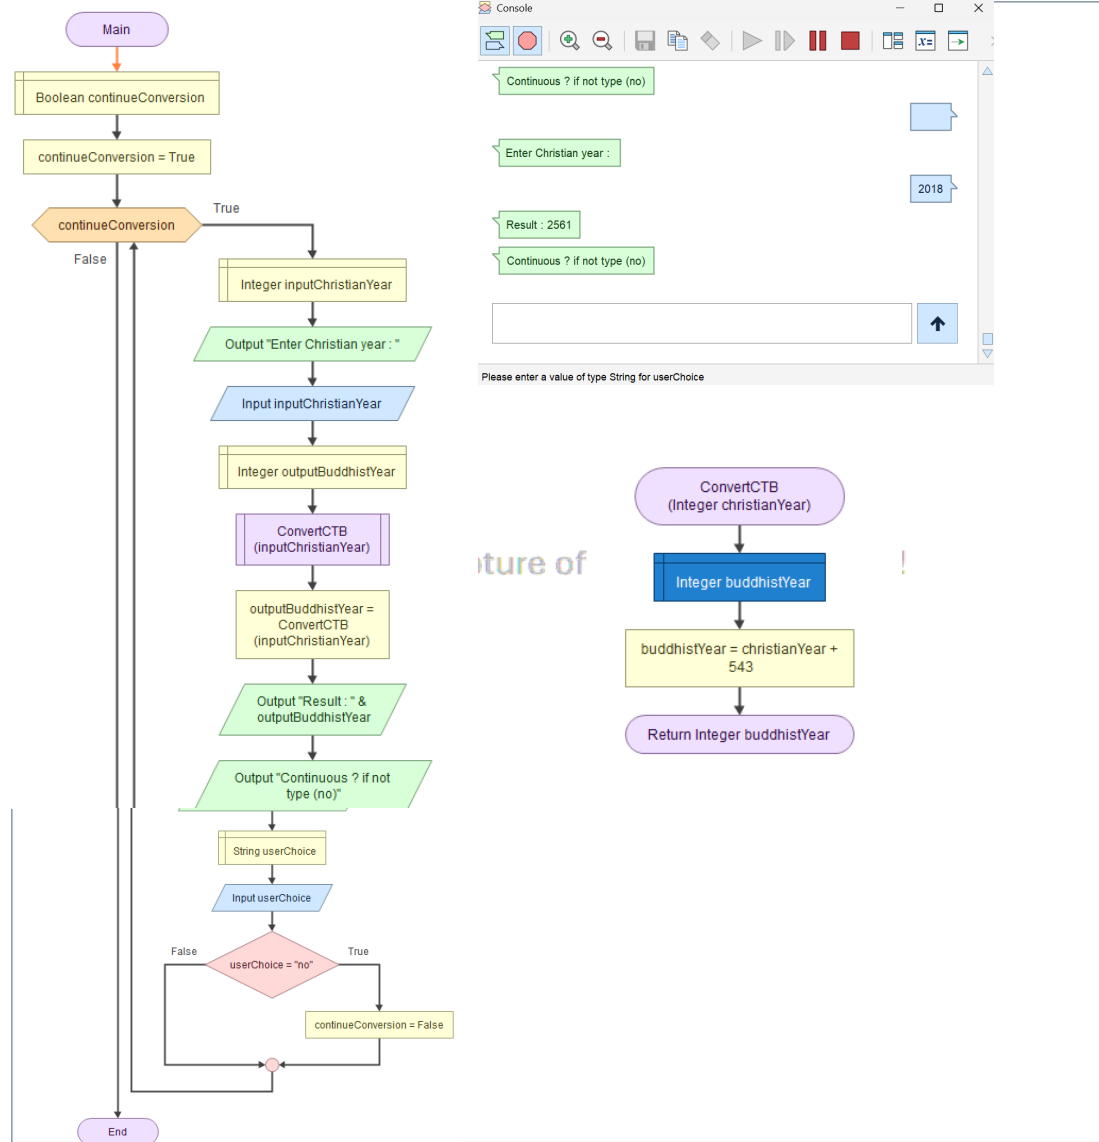 Main
Boolean continueConversion
continueConversion = True
continueConversion
True
False
Integer inputChristianYear
Output "Enter Christian year : "
Input inputChristianYear
Integer outputBuddhistYear
ConvertCTB
(inputChristianYear)
outputBuddhistYear =
ConvertCTB
(inputChristianYear)
Output "Result : " &
outputBuddhistYear
Output "Continuous ? if not
type (no)"
String userChoice
Input userChoice
False
True
userChoice = "no"
continueConversion = False
End
Console
Continuous ? if not type (no)
Enter Christian year :
2018
Result : 2561
Continuous ? if not type (no)
Please enter a value of type String for userChoice
ConvertCTB
(Integer christianYear)
of
!
Integer buddhistYear
buddhistYear = christianYear +
543
Return Integer buddhistYear